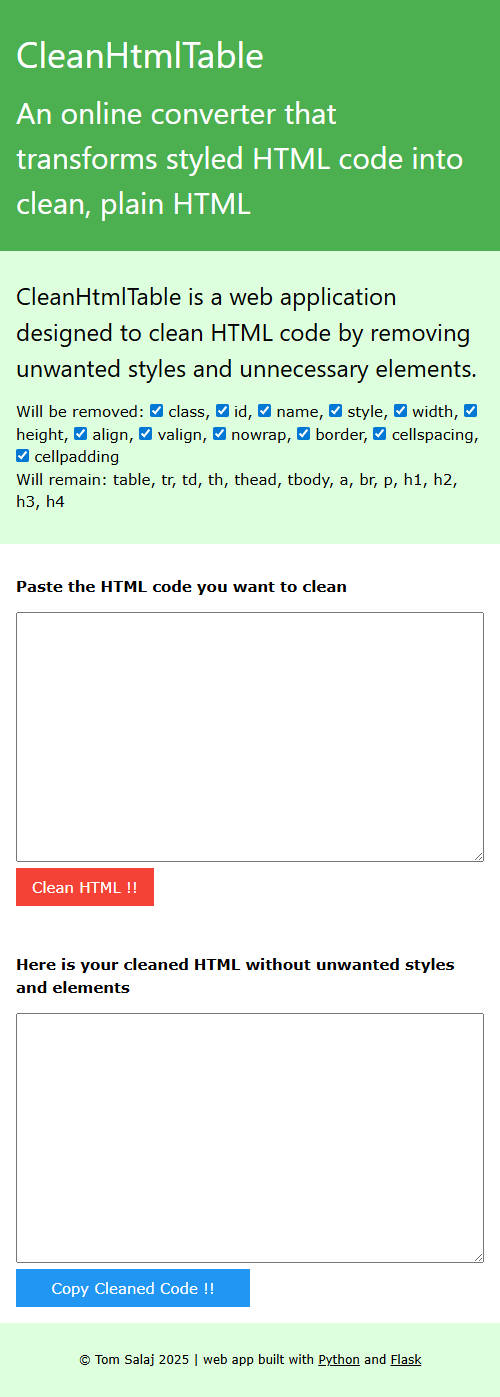 CleanHtmlTable
An online converter that
transforms styled HTML code into
clean, plain HTML
CleanHtmlTable is a web application
designed to clean HTML code by removing
unwanted styles and unnecessary elements.
Will be removed: class, id, name, style, width,
height, align, valign, nowrap, border, cellspacing,
cellpadding
Will remain: table, tr, td, th, thead, tbody, a, br, p, h1, h2,
h3, h4
Paste the HTML code you want to clean
Clean HTML !!
Here is your cleaned HTML without unwanted styles
and elements
Copy Cleaned Code !!
© Tom Salaj 2025 | web app built with Python and Flask